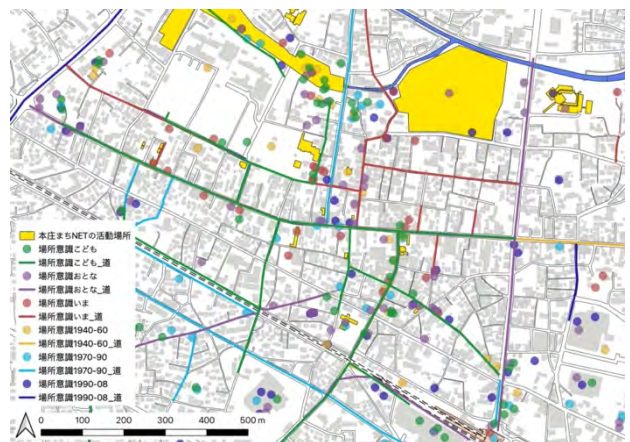 本庄まちNETの活動場所
場所意識こども
場所意識こども_道
場所意識おとな
場所意識おとな_道
場所意識いま
場所意識いま_道
場所意識1940-60
場所意識1940-60_道
場所意識1970-90
場所意識1970-90_道
場所意識1990-08
場所意識1990-08_道
0 100 200 300 400 500 m